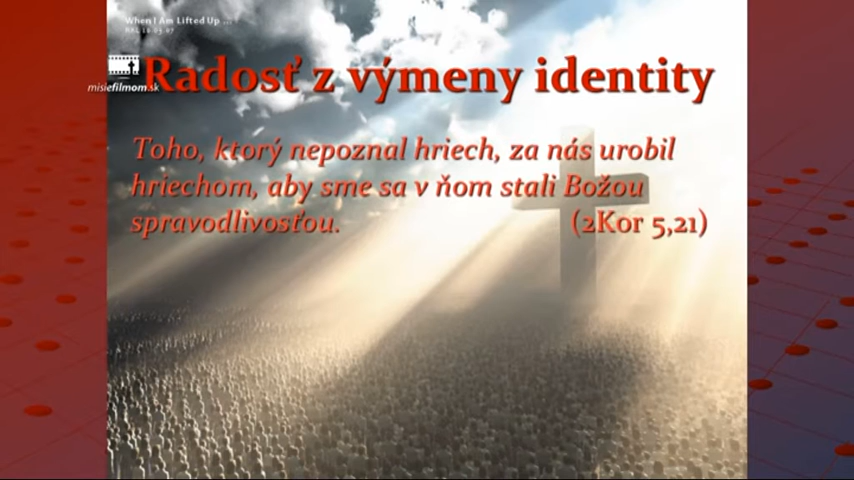 When I Am Lifted Up ...
misiefilmom.sk
Radosť z výmeny identity
Toho, ktorý nepoznal hriech, za nás urobil
hriechom, aby sme sa v ňom stali Božou
spravodlivosťou. (2Kor 5,21)